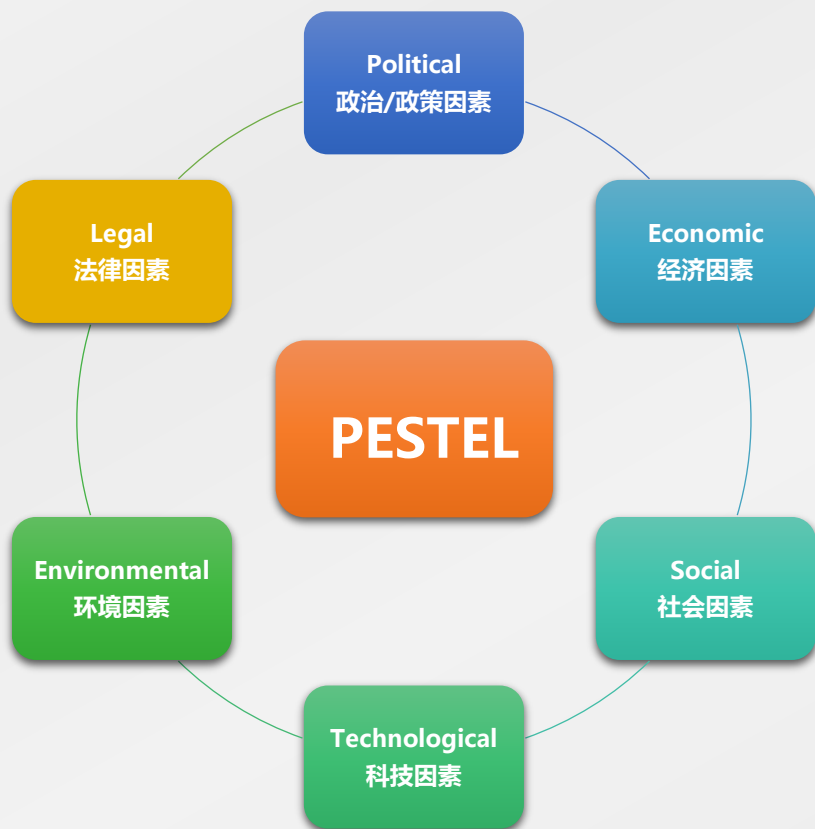 Political
政治/政策因素
Legal
法律因素
Economic
经济因素
PESTEL
Environmental
环境因素
Social
社会因素
Technological
科技因素